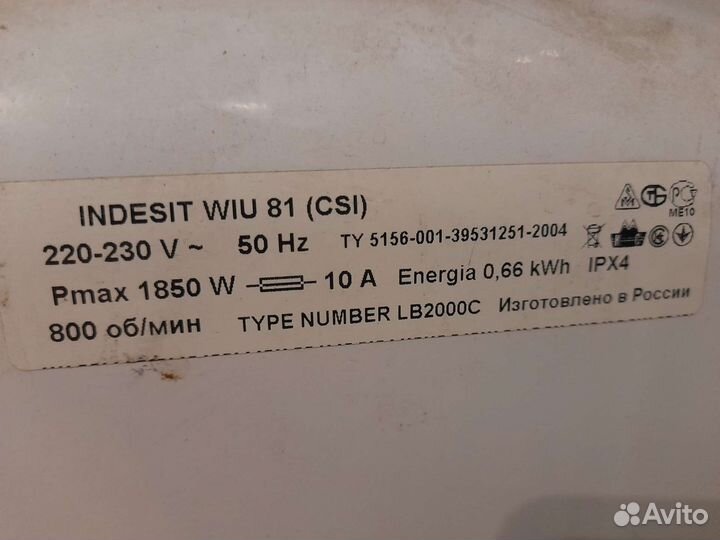 INDESIT WIU 81 (CSI)
220-230 V ~ 50 Hz TY 5156-001-39531251-2004
Pmax 1850 W 10 A Energia 0,66 kWh IPX4
800 об/мин TYPE NUMBER LB2000C Изготовлено в России
ME10
Avito